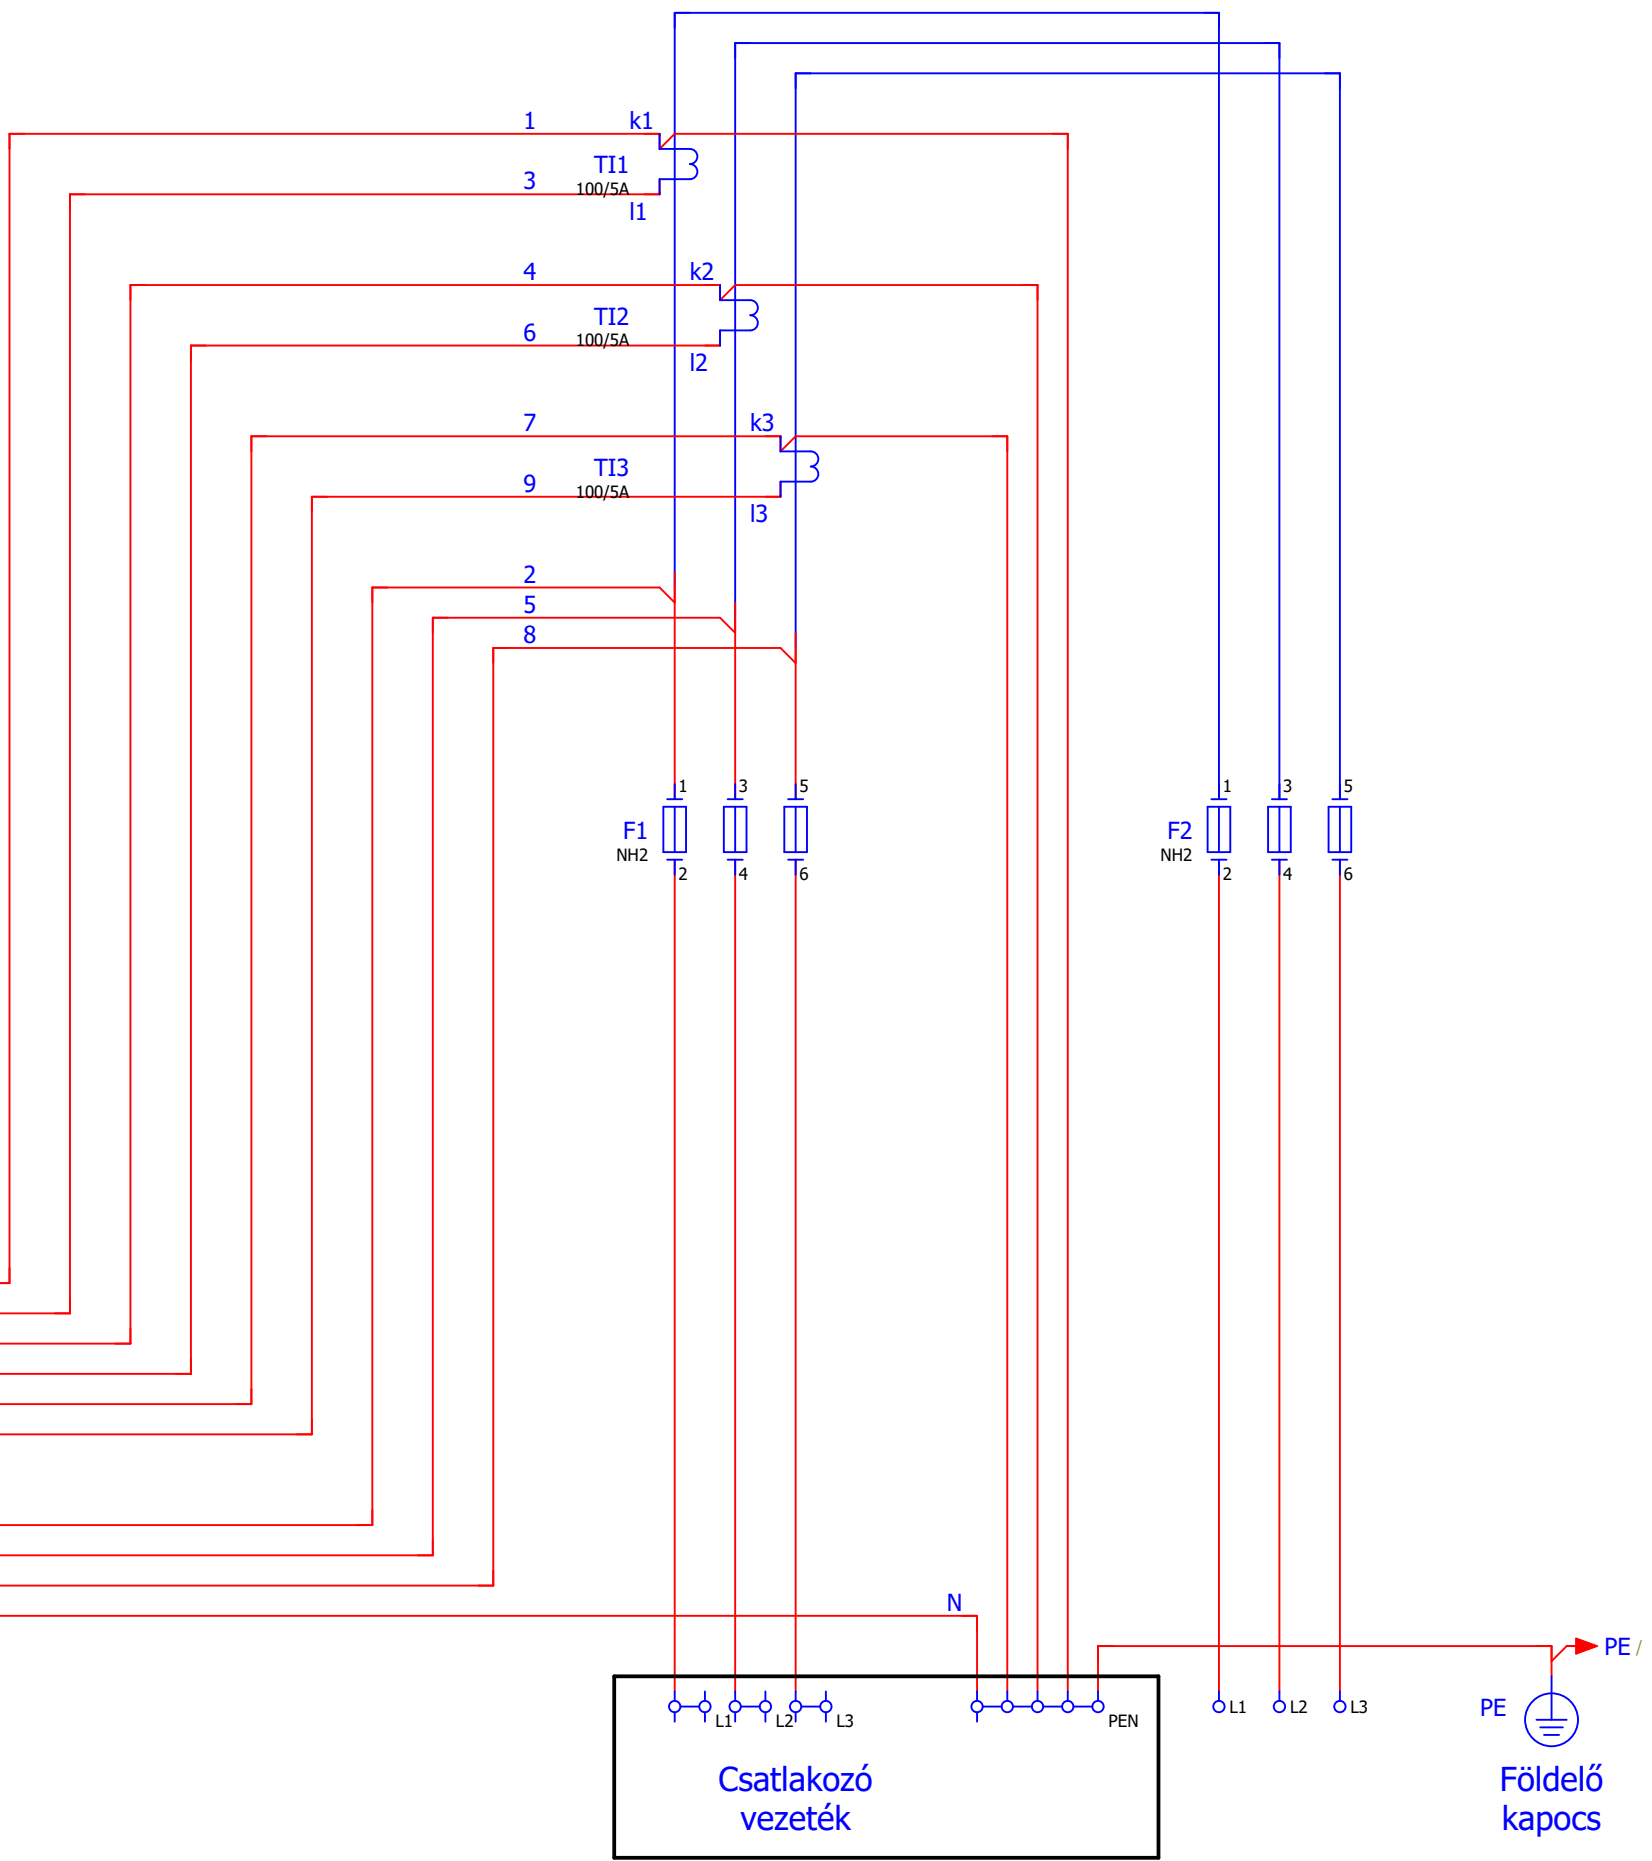 1 k1
TI1
3 100/5A
l1
4 k2
TI2
6 100/5A
l2
7 k3
TI3
9 100/5A
l3
2
5
8
1 3 5 1 3 5
F1 F2
NH2 NH2
2 4 6 2 4 6
N
PE /
L1 L2 L3 PEN L1 L2 L3 PE
Csatlakozó Földelő
vezeték kapocs